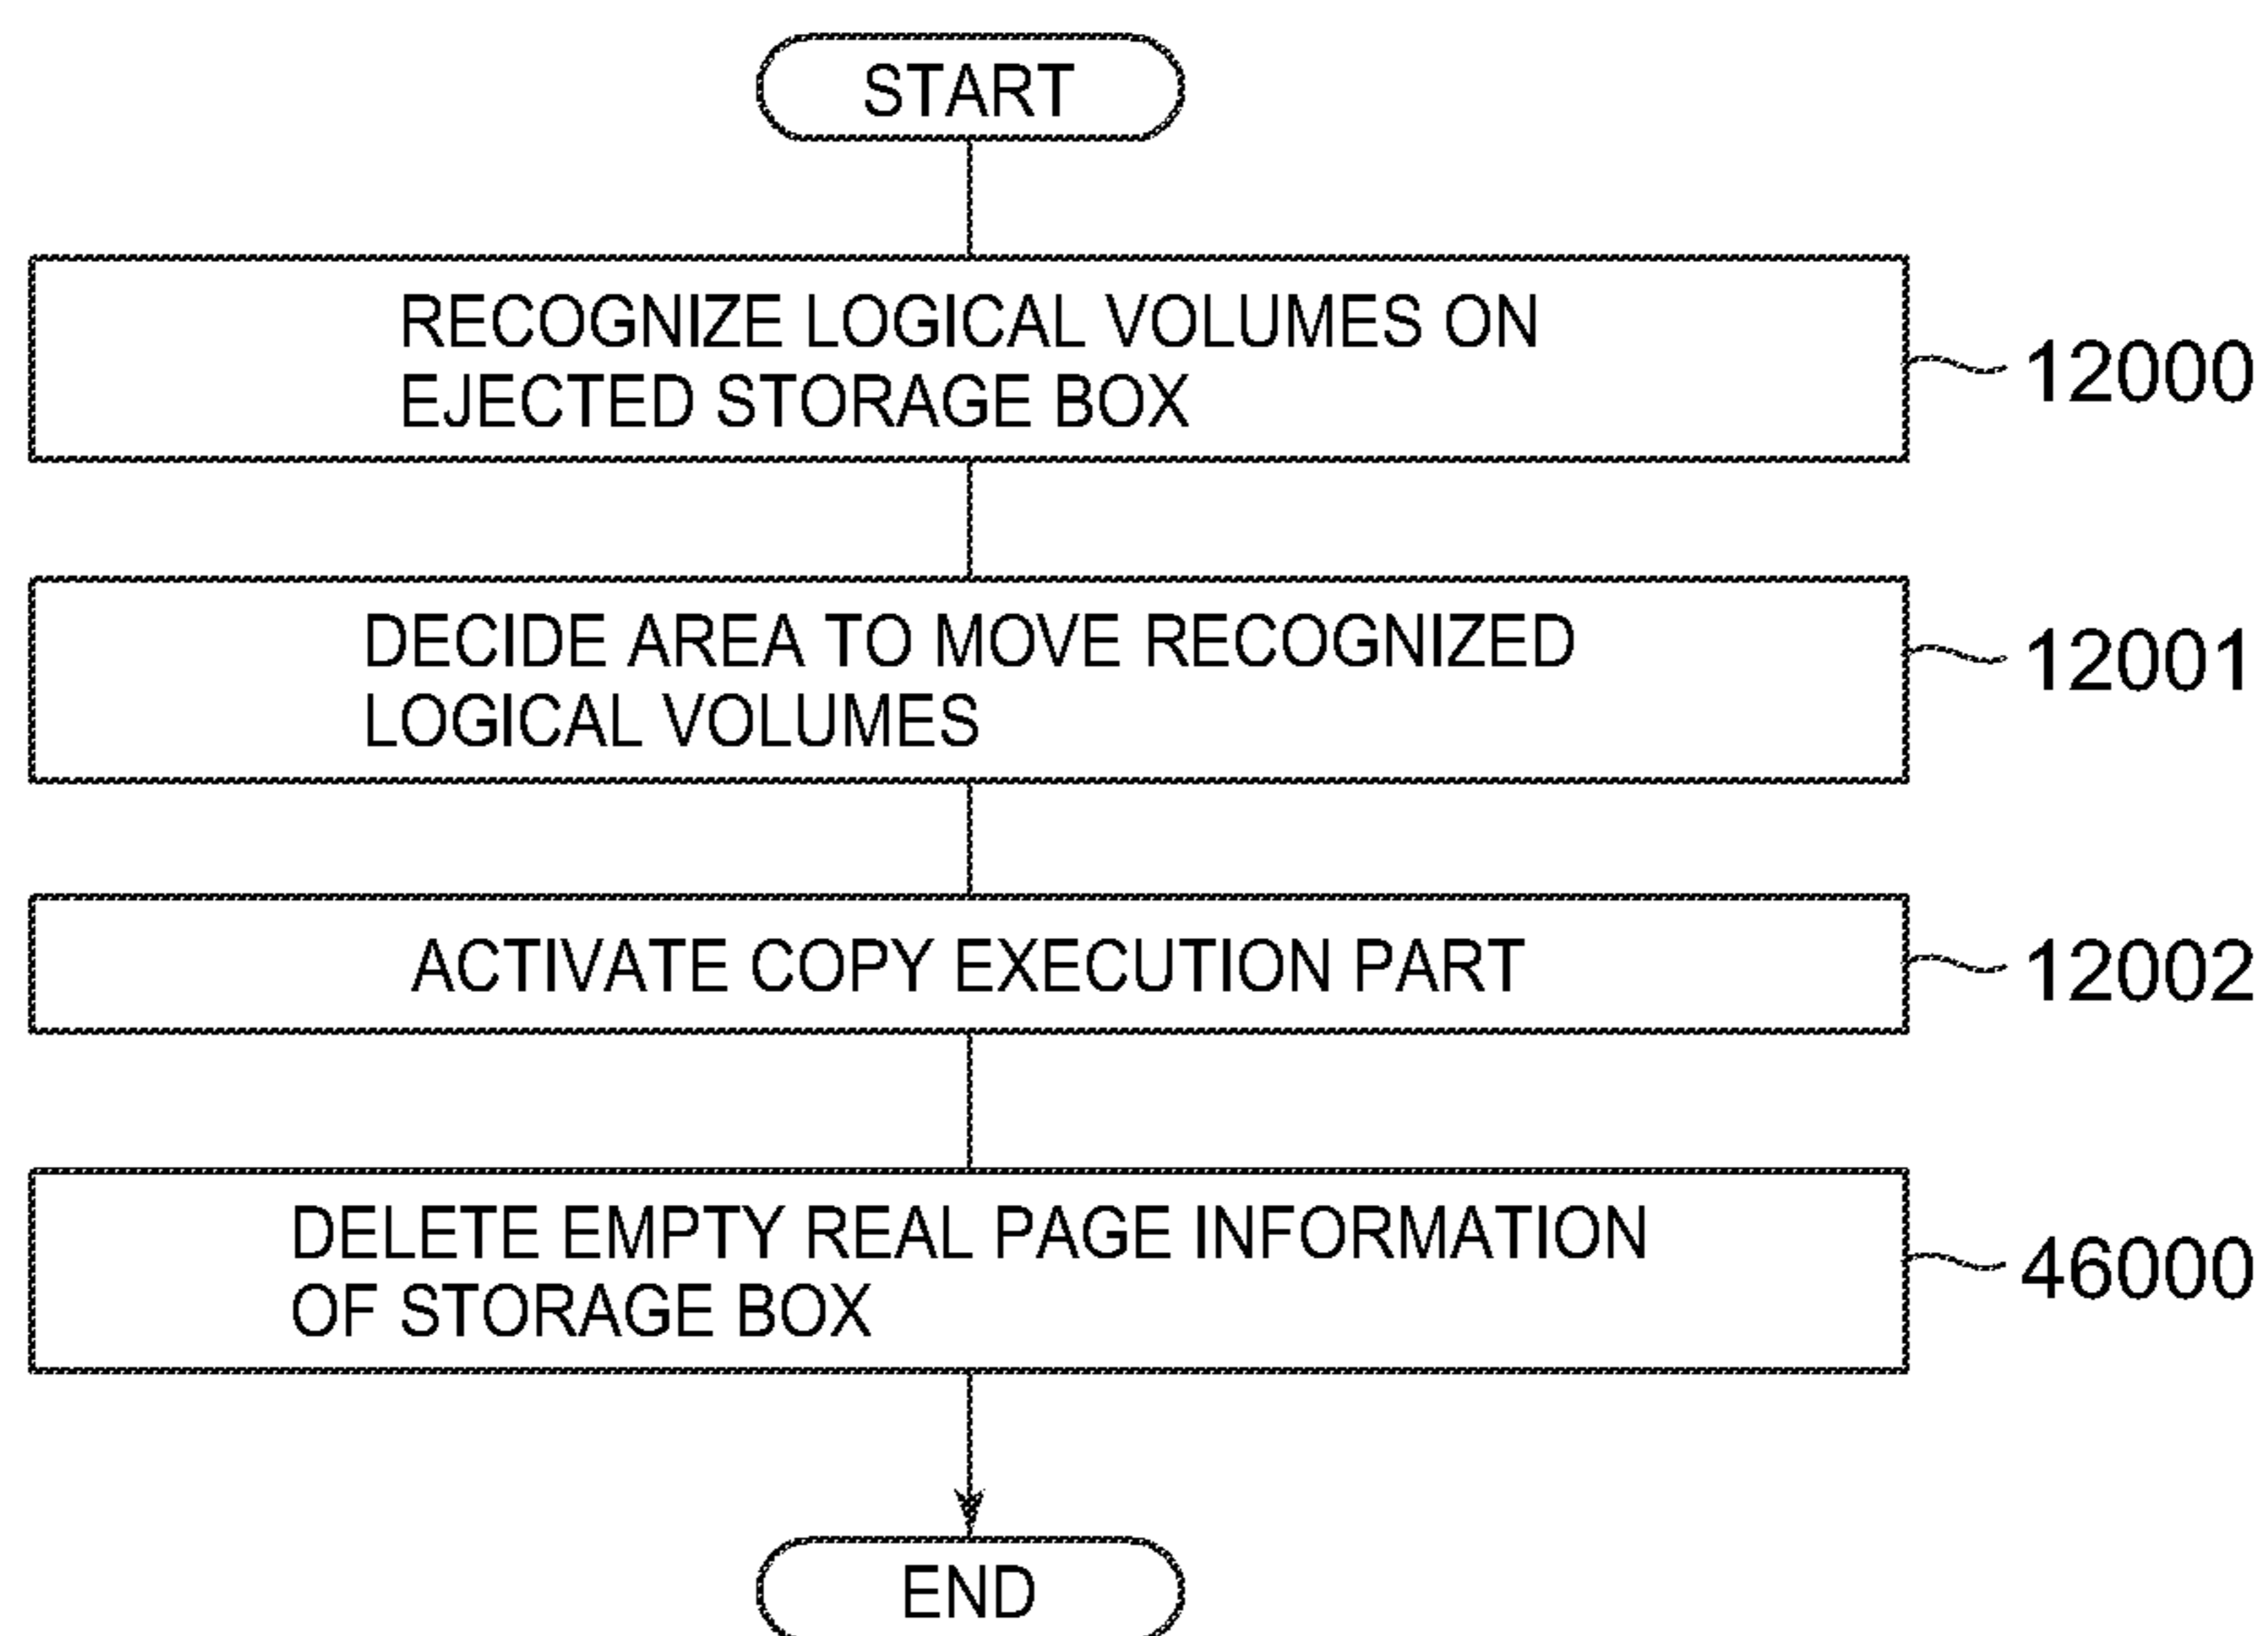 START
RECOGNIZE LOGICAL VOLUMES ON
EJECTED STORAGE BOX
12000
DECIDE AREA TO MOVE RECOGNIZED
LOGICAL VOLUMES
12001
ACTIVATE COPY EXECUTION PART
12002
DELETE EMPTY REAL PAGE INFORMATION
OF STORAGE BOX
46000
END